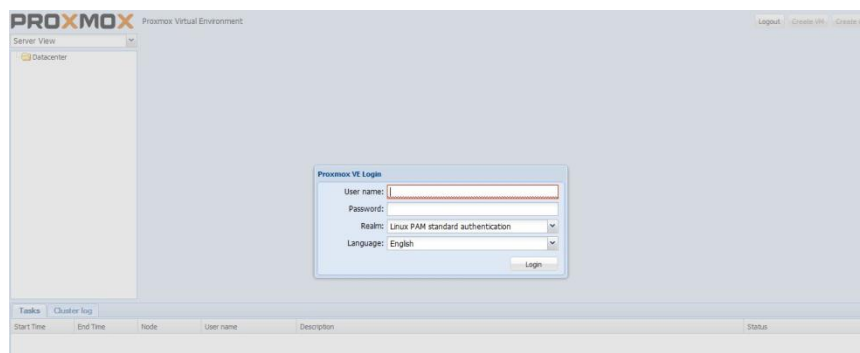 PROXMOX Proxmox Virtual Environment Logout Create VM Create
Server View
Datacenter
Proxmox VE Login
User name:
Password:
Realm: Linux PAM standard authentication
Language: English
Login
Tasks Cluster log
Start Time End Time Node User name Description Status